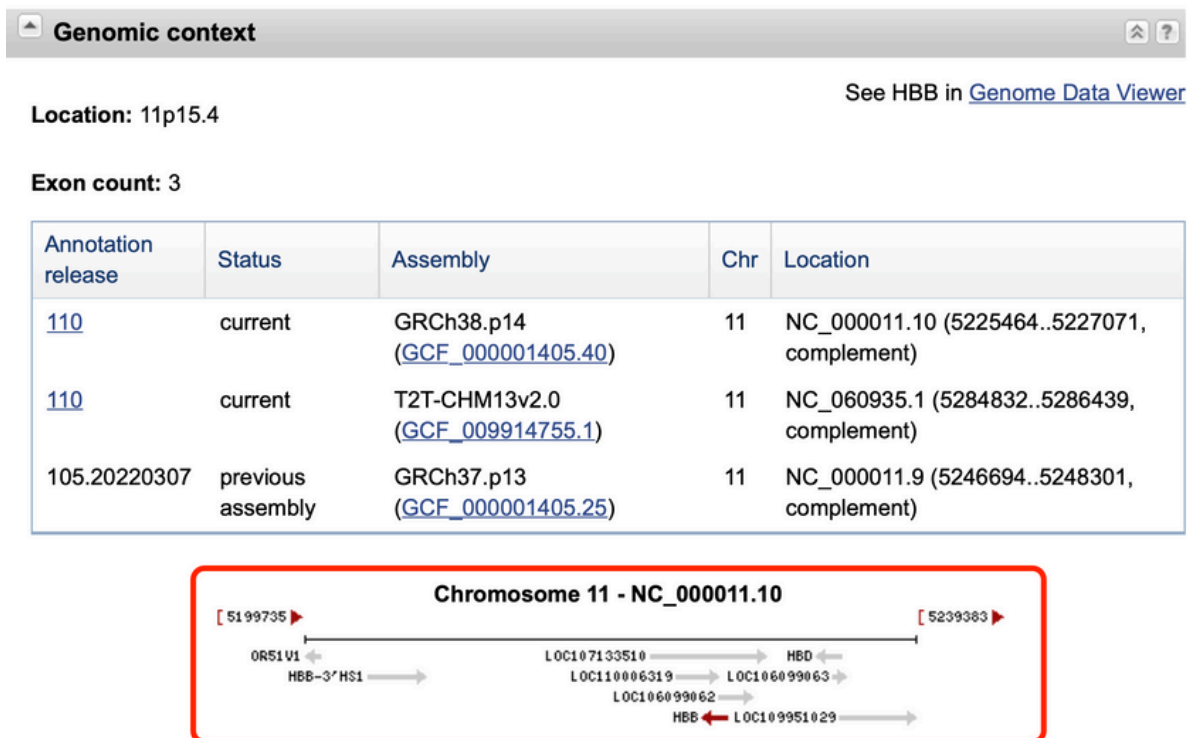 Genomic context
?
See HBB in Genome Data Viewer
Location: 11p15.4
Exon count: 3
Annotation release Status Assembly Chr Location
110 current GRCh38.p14 11 NC_000011.10 (5225464..5227071,
(GCF_000001405.40) complement)
110 current T2T-CHM13v2.0 11 NC_060935.1 (5284832..5286439,
(GCF_009914755.1) complement)
105.20220307 previous GRCh37.p13 11 NC_000011.9 (5246694..5248301,
assembly (GCF_000001405.25) complement)
Chromosome 11 - NC_000011.10
[ 5199735 [ 5239383
OR51V1 LOC107133510 HBD
HBB-3'HS1 LOC110006319 LOC106099063
LOC106099062
HBB LOC109951029